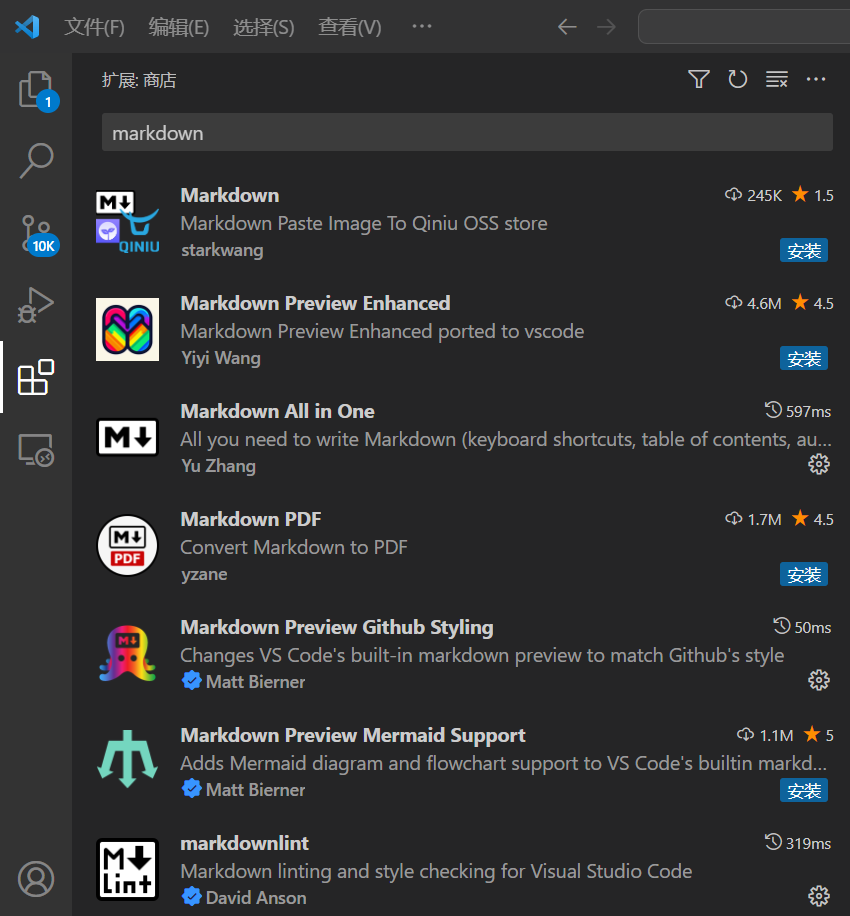 文件(F) 编辑(E) 选择(S) 查看(V) ···
1
扩展: 商店
markdown
10K
Markdown 245K 1.5
Markdown Paste Image To Qiniu OSS store
starkwang 安装
M QINIU
Markdown Preview Enhanced 4.6M 4.5
Markdown Preview Enhanced ported to vscode
Yiyi Wang 安装
Markdown All in One 597ms
All you need to write Markdown (keyboard shortcuts, table of contents, au...
Yu Zhang
M
Markdown PDF 1.7M 4.5
Convert Markdown to PDF
yzane 安装
M PDF
Markdown Preview Github Styling 50ms
Changes VS Code's built-in markdown preview to match Github's style
Matt Bierner
M
Markdown Preview Mermaid Support 1.1M 5
Adds Mermaid diagram and flowchart support to VS Code's builtin markd...
Matt Bierner 安装
markdownlint 319ms
Markdown linting and style checking for Visual Studio Code
David Anson
M lint